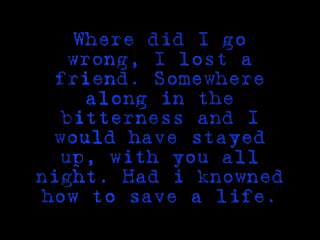 Where did I go
wrong, I lost a
friend. Somewhere
along in the
bitterness and I
would have stayed
up, with you all
night. Had i knowned
how to save a life.